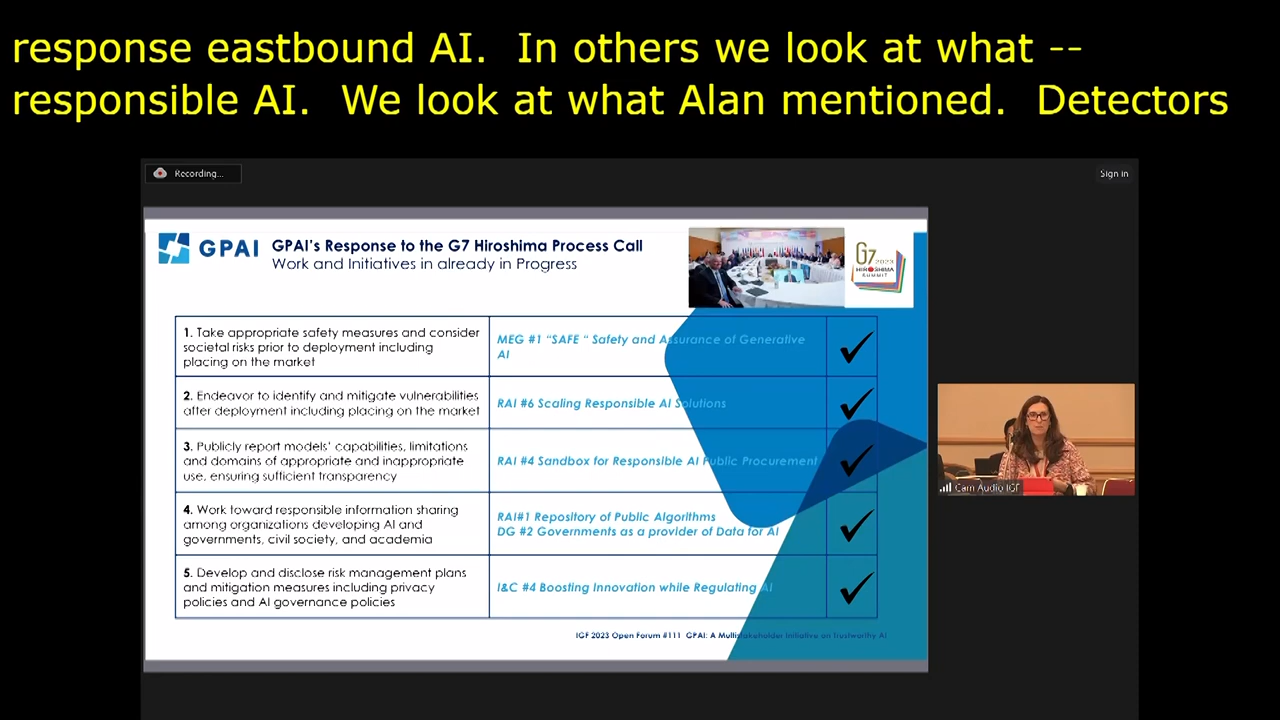 response eastbound AI.  In others we look at what --
responsible AI.  We look at what Alan mentioned.  Detectors
Recording...
Sign in
GPAI
GPAI's Response to the G7 Hiroshima Process Call
Work and Initiatives in already in Progress
G7 2023
HIROSHIMA
SUMMIT
1. Take appropriate safety measures and consider
societal risks prior to deployment including
placing on the market
MEG #1 "SAFE " Safety and Assurance of Generative
AI
2. Endeavor to identify and mitigate vulnerabilities
after deployment including placing on the market
RAI #6 Scaling Responsible AI Solutions
3. Publicly report models' capabilities, limitations
and domains of appropriate and inappropriate
use, ensuring sufficient transparency
RAI #4 Sandbox for Responsible AI Public Procurement
4. Work toward responsible information sharing
among organizations developing AI and
governments, civil society, and academia
RAI#1 Repository of Public Algorithms
DG #2 Governments as a provider of Data for AI
5. Develop and disclose risk management plans
and mitigation measures including privacy
policies and AI governance policies
I&C #4 Boosting Innovation while Regulating AI
IGF 2023 Open Forum #111  GPAI: A Multistakeholder Initiative on Trustworthy AI
Cam Audio IGF